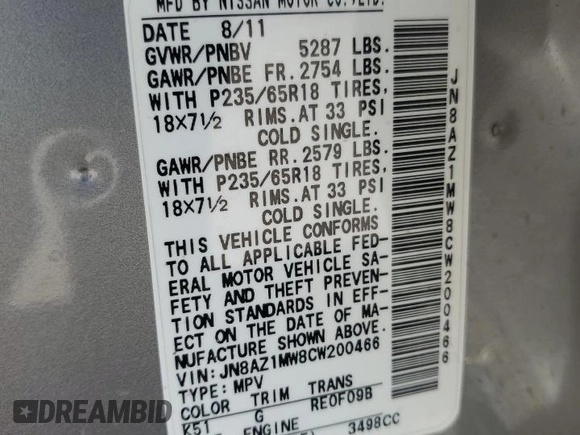 MFD BY NISSAN MOTOR CO.,LTD.
DATE 8/11
GVWR/PNBV 5287 LBS.
GAWR/PNBE FR. 2754 LBS.
WITH P235/65R18 TIRES,
18X7½ RIMS. AT 33 PSI
COLD SINGLE.
GAWR/PNBE RR. 2579 LBS.
WITH P235/65R18 TIRES,
18X7½ RIMS. AT 33 PSI
COLD SINGLE.
THIS VEHICLE CONFORMS
TO ALL APPLICABLE FED-
ERAL MOTOR VEHICLE SA-
FETY AND THEFT PREVEN-
TION STANDARDS IN EFF-
ECT ON THE DATE OF MA-
NUFACTURE SHOWN ABOVE.
VIN: JN8AZ1MW8CW200466
TYPE: MPV
COLOR TRIM TRANS
K51 G RE0F09B
ENGINE 3498CC
JN8AZ1MW8CW200466
DREAMBID